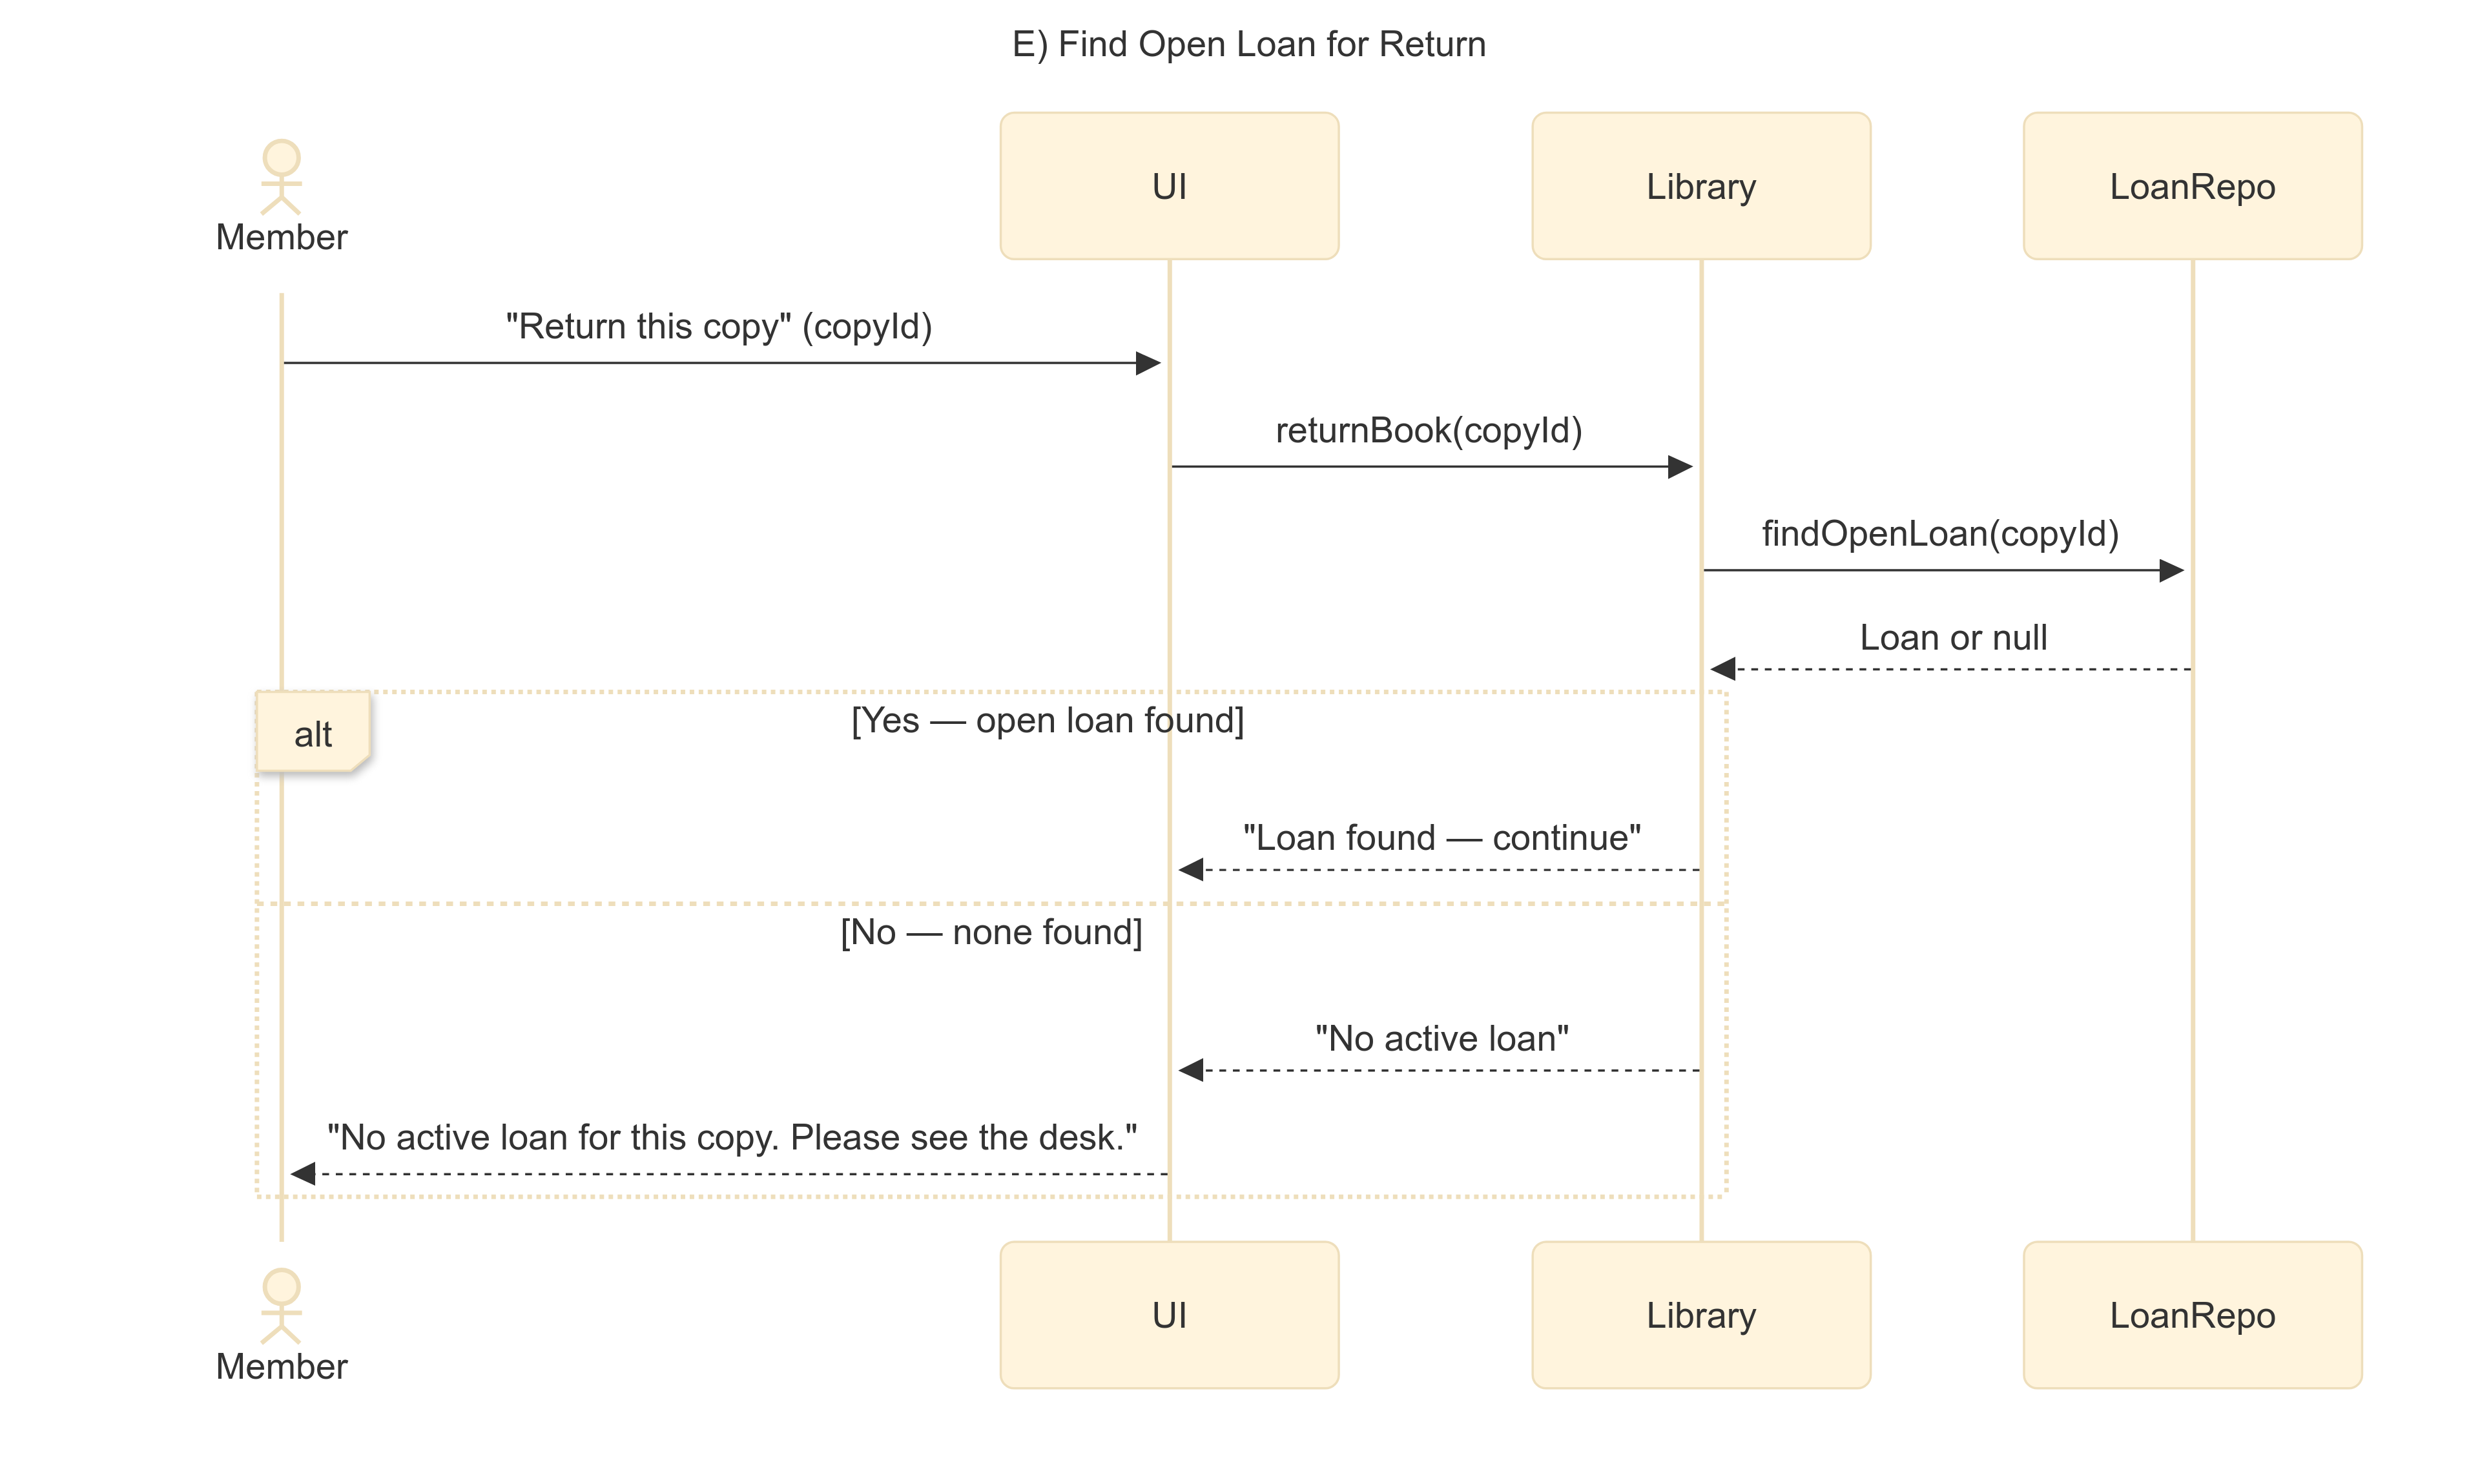 E) Find Open Loan for Return
Member
UI
Library
LoanRepo
"Return this copy" (copyId)
returnBook(copyId)
findOpenLoan(copyId)
Loan or null
alt
[Yes — open loan found]
"Loan found — continue"
[No — none found]
"No active loan"
"No active loan for this copy. Please see the desk."
Member
UI
Library
LoanRepo